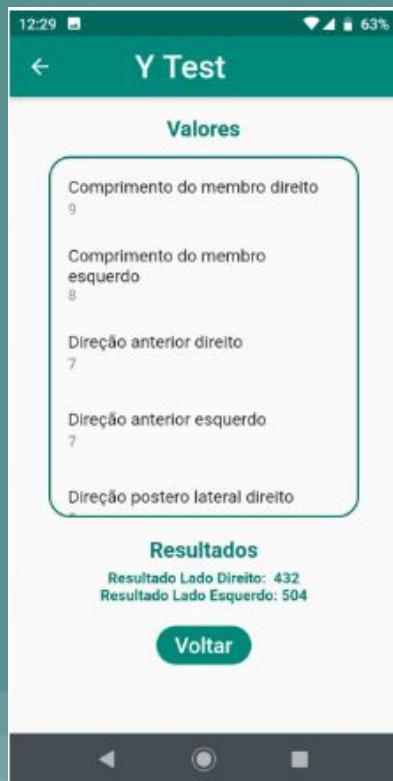 12:29
63%
Y Test
Valores
Comprimento do membro direito
9
Comprimento do membro
esquerdo
8
Direção anterior direito
7
Direção anterior esquerdo
7
Direção postero lateral direito
Resultados
Resultado Lado Direito: 432
Resultado Lado Esquerdo: 504
Voltar